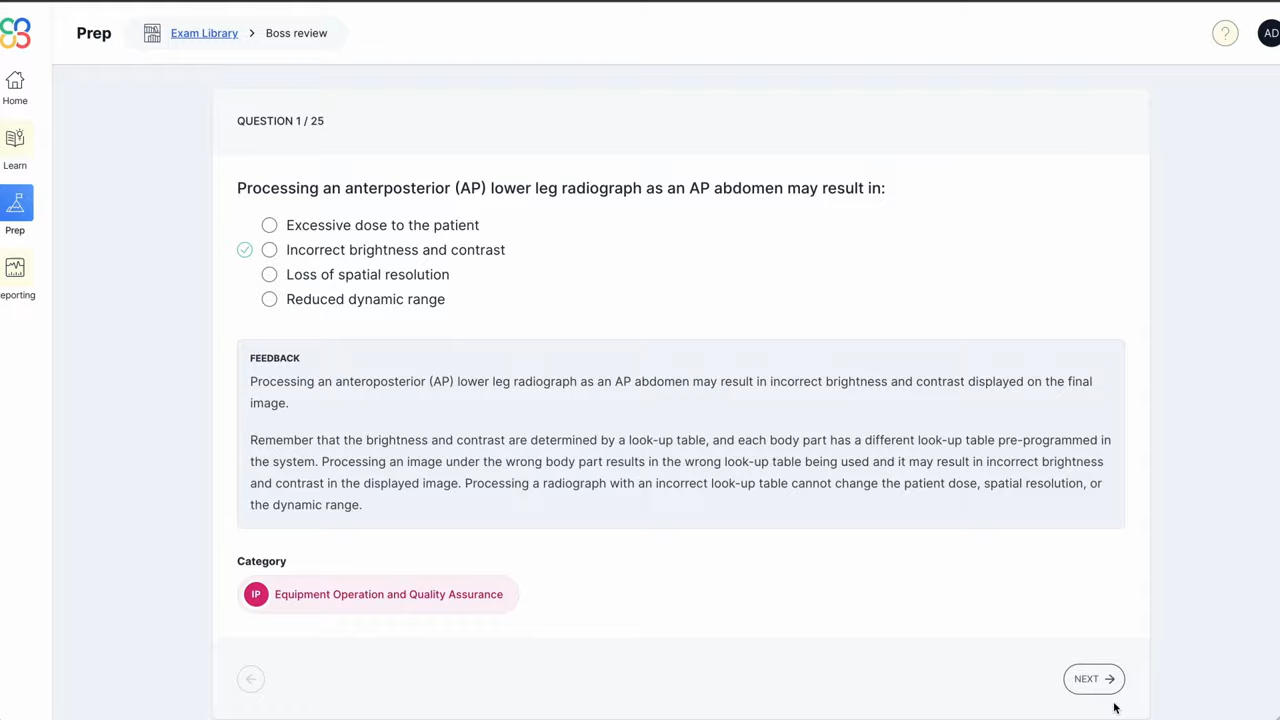 Prep
Exam Library > Boss review
?
AD
Home
Learn
Prep
eporting
QUESTION 1 / 25
Processing an anterposterior (AP) lower leg radiograph as an AP abdomen may result in:
Excessive dose to the patient
Incorrect brightness and contrast
Loss of spatial resolution
Reduced dynamic range
FEEDBACK
Processing an anteroposterior (AP) lower leg radiograph as an AP abdomen may result in incorrect brightness and contrast displayed on the final
image.
Remember that the brightness and contrast are determined by a look-up table, and each body part has a different look-up table pre-programmed in
the system. Processing an image under the wrong body part results in the wrong look-up table being used and it may result in incorrect brightness
and contrast in the displayed image. Processing a radiograph with an incorrect look-up table cannot change the patient dose, spatial resolution, or
the dynamic range.
Category
IP Equipment Operation and Quality Assurance
NEXT